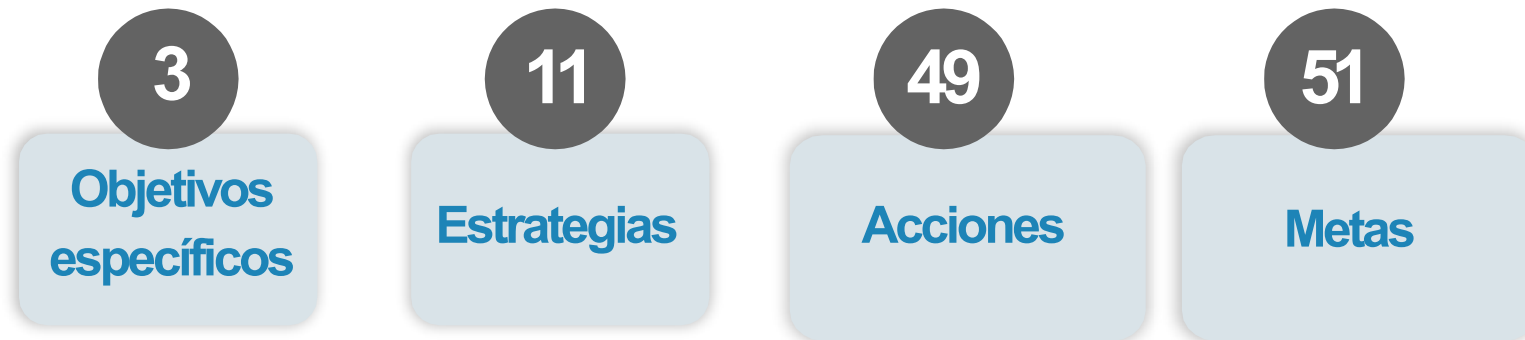 3
Objetivos
específicos
11
Estrategias
49
Acciones
51
Metas